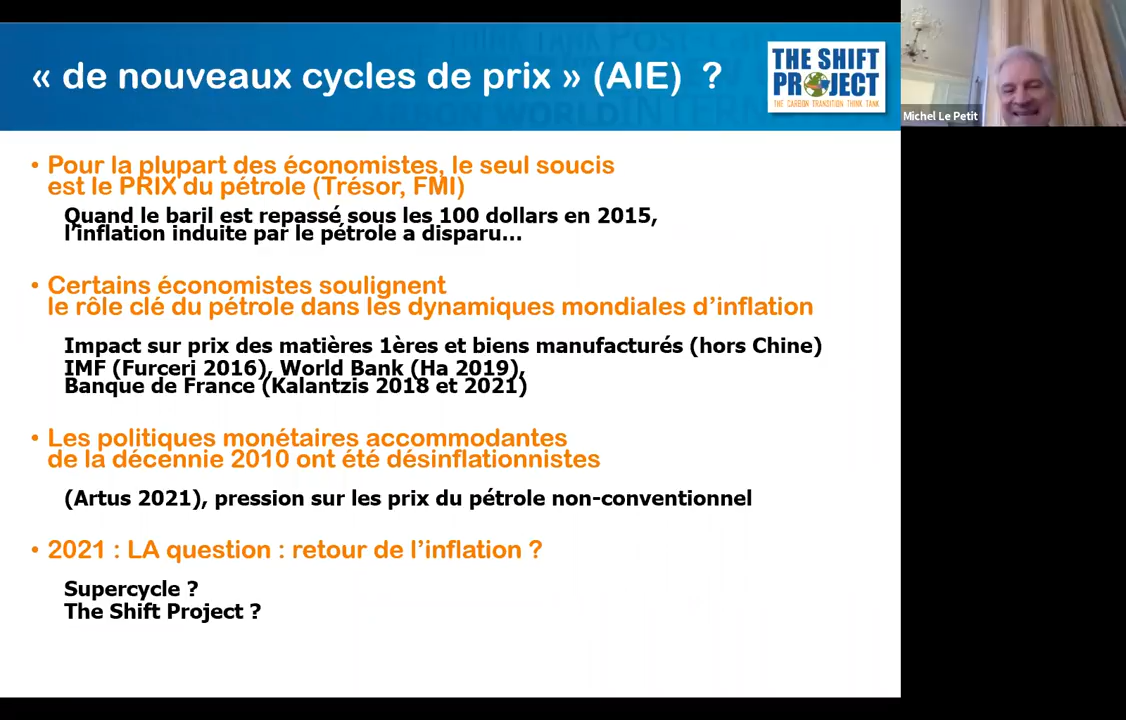 « de nouveaux cycles de prix » (AIE) ?
THE SHIFT
PROJECT
THE CARBON TRANSITION THINK TANK
Michel Le Petit
• Pour la plupart des économistes, le seul soucis
est le PRIX du pétrole (Trésor, FMI)
Quand le baril est repassé sous les 100 dollars en 2015,
l’inflation induite par le pétrole a disparu...
• Certains économistes soulignent
le rôle clé du pétrole dans les dynamiques mondiales d’inflation
Impact sur prix des matières 1ères et biens manufacturés (hors Chine)
IMF (Furceri 2016), World Bank (Ha 2019),
Banque de France (Kalantzis 2018 et 2021)
• Les politiques monétaires accommodantes
de la décennie 2010 ont été désinflationnistes
(Artus 2021), pression sur les prix du pétrole non-conventionnel
• 2021 : LA question : retour de l’inflation ?
Supercycle ?
The Shift Project ?